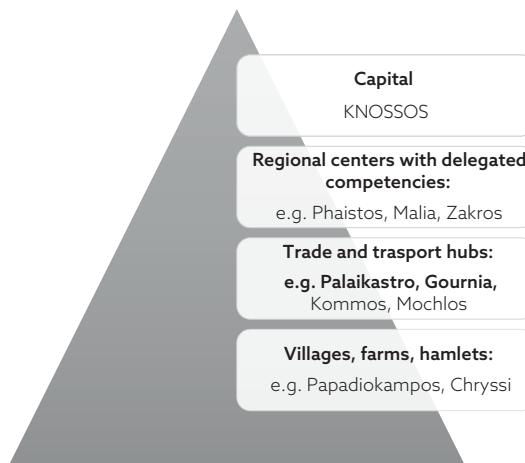 Capital
KNOSSOS
Regional centers with delegated
competencies:
e.g. Phaistos, Malia, Zakros
Trade and trasport hubs:
e.g. Palaikastro, Gournia,
Kommos, Mochlos
Villages, farms, hamlets:
e.g. Papadiokampos, Chryssi